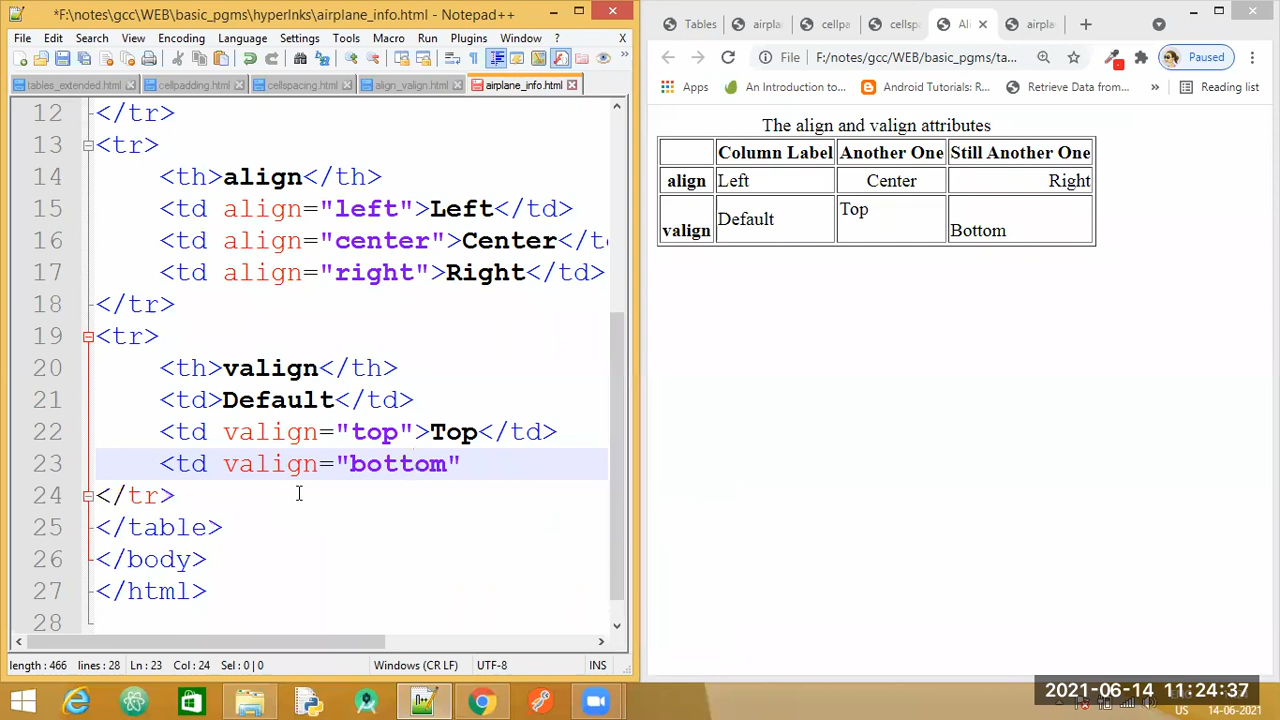 *F:\notes\gcc\WEB\basic_pgms\hyperlnks\airplane_info.html - Notepad++
File Edit Search View Encoding Language Settings Tools Macro Run Plugins Window ? X
tables_extended.html cellpadding.html cellspacing.html align_valign.html airplane_info.html
12 </tr>
13 <tr>
14 <th>align</th>
15 <td align="left">Left</td>
16 <td align="center">Center</t
17 <td align="right">Right</td>
18 </tr>
19 <tr>
20 <th>valign</th>
21 <td>Default</td>
22 <td valign="top">Top</td>
23 <td valign="bottom"
24 </tr>
25 </table>
26 </body>
27 </html>
28
length : 466 lines : 28 Ln : 23 Col : 24 Sel : 0 | 0 Windows (CR LF) UTF-8 INS
Tables airpla cellpa cellsp Ali airpla
File F:/notes/gcc/WEB/basic_pgms/ta... Paused
Apps An Introduction to... Android Tutorials: R... Retrieve Data from... » Reading list
The align and valign attributes
Column Label Another One Still Another One
align Left Center Right
valign Default Top Bottom
2021-06-14 11:24:37
US 14-06-2021